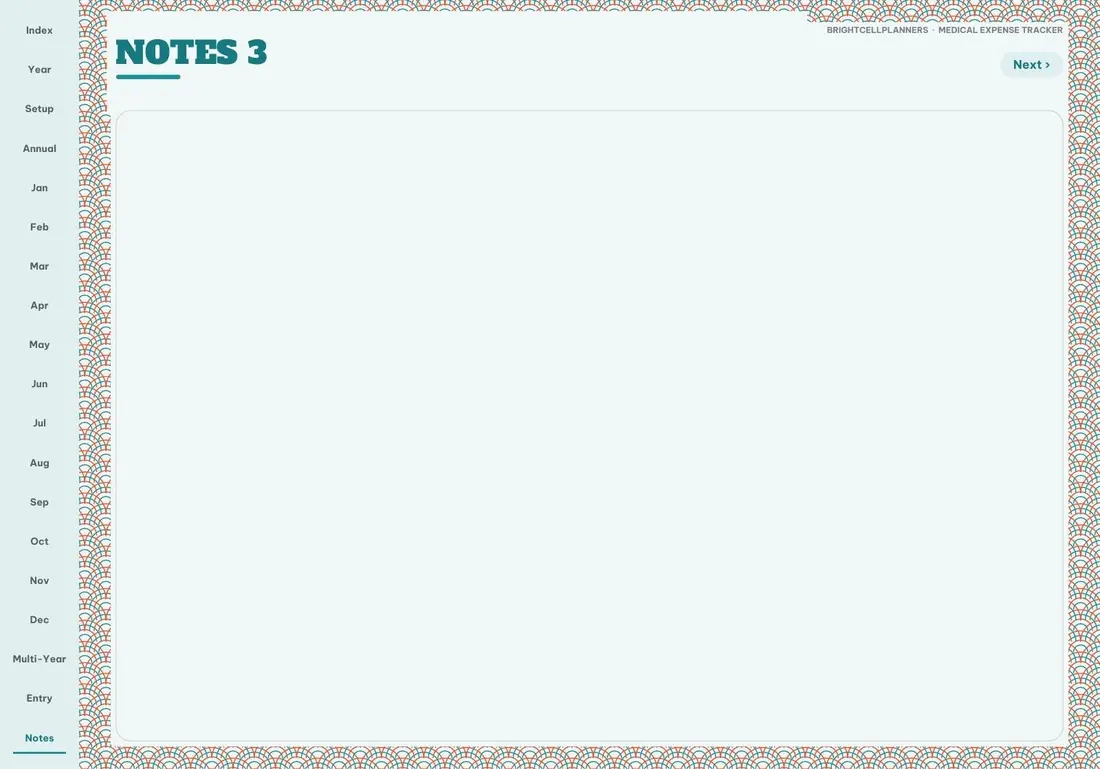 Index
Year
Setup
Annual
Jan
Feb
Mar
Apr
May
Jun
Jul
Aug
Sep
Oct
Nov
Dec
Multi-Year
Entry
Notes
NOTES 3
BRIGHTCELLPLANNERS · MEDICAL EXPENSE TRACKER
Next ›